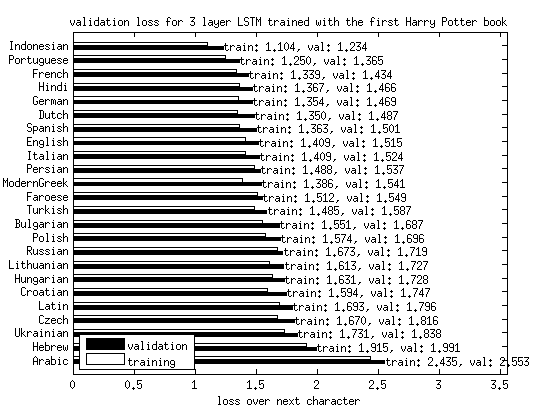 validation loss for 3 layer LSTM trained with the first Harry Potter book
Indonesian train: 1.104, val: 1.234
Portuguese train: 1.250, val: 1.365
French train: 1.339, val: 1.434
Hindi train: 1.367, val: 1.466
German train: 1.354, val: 1.469
Dutch train: 1.350, val: 1.487
Spanish train: 1.363, val: 1.501
English train: 1.409, val: 1.515
Italian train: 1.409, val: 1.524
Persian train: 1.488, val: 1.537
ModernGreek train: 1.386, val: 1.541
Faroese train: 1.512, val: 1.549
Turkish train: 1.485, val: 1.587
Bulgarian train: 1.551, val: 1.687
Polish train: 1.574, val: 1.696
Russian train: 1.673, val: 1.719
Lithuanian train: 1.613, val: 1.727
Hungarian train: 1.631, val: 1.728
Croatian train: 1.594, val: 1.747
Latin train: 1.693, val: 1.796
Czech train: 1.670, val: 1.816
Ukrainian train: 1.731, val: 1.838
Hebrew train: 1.915, val: 1.991
Arabic train: 2.435, val: 2.553
validation
training
0 0.5 1 1.5 2 2.5 3 3.5
loss over next character